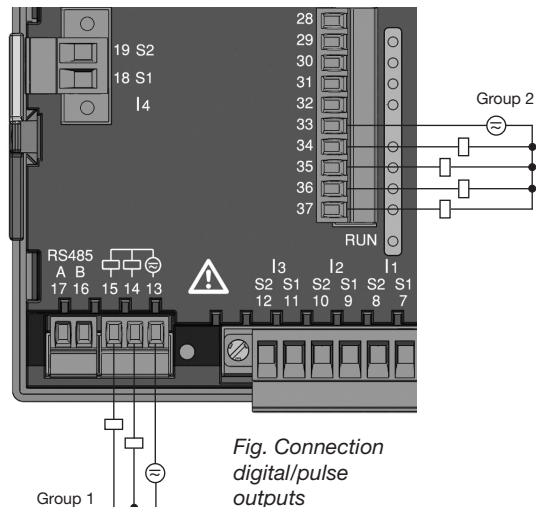 28
19 S2
29
30
18 S1
31
I4
32
Group 2
33
34
35
36
37
RUN
RS485
A B
17 16 15 14 13
I3 I2 I1
S2 S1 S2 S1 S2 S1
12 11 10 9 8 7
Fig. Connection
digital/pulse
outputs
Group 1